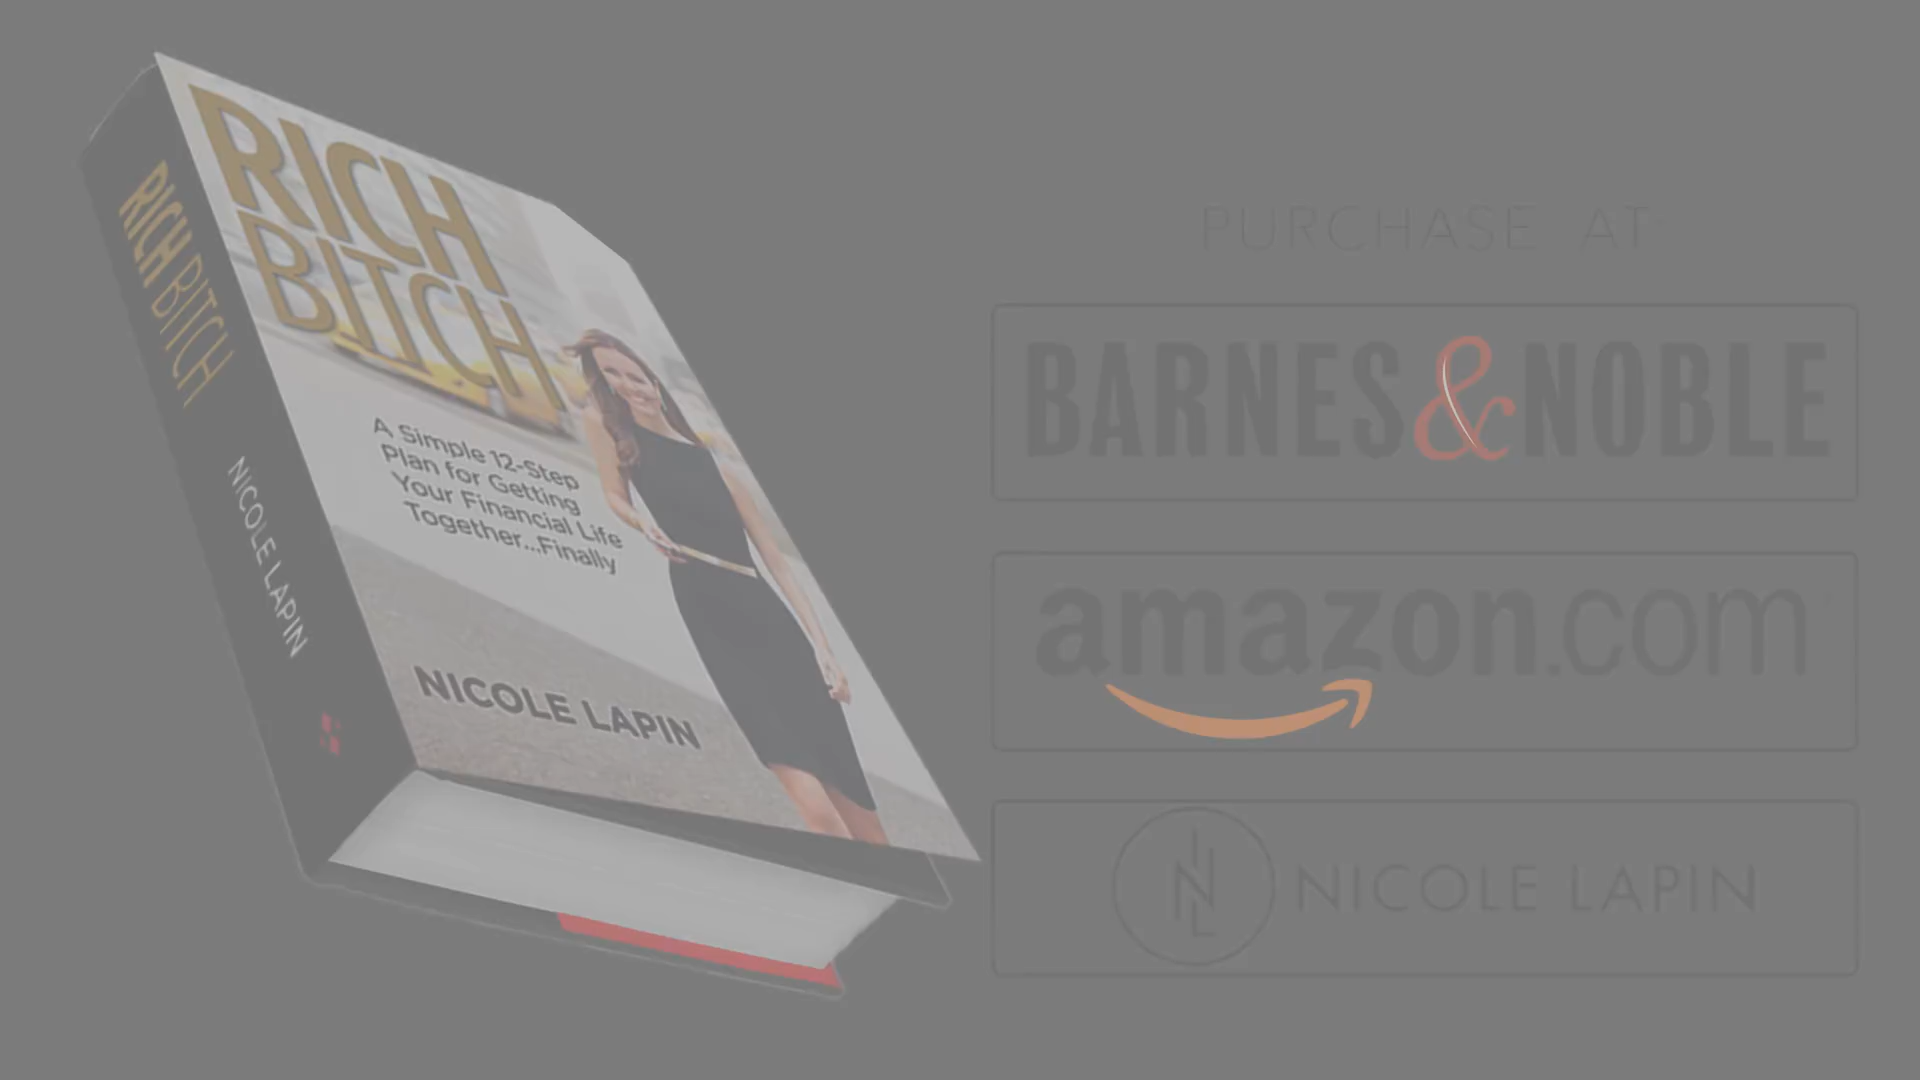 RICH
BITCH
A Simple 12-Step
Plan for Getting
Your Financial Life
Together...Finally
NICOLE LAPIN
RICH BITCH
NICOLE LAPIN
PURCHASE AT
BARNES&NOBLE
amazon.com
NL
NICOLE LAPIN